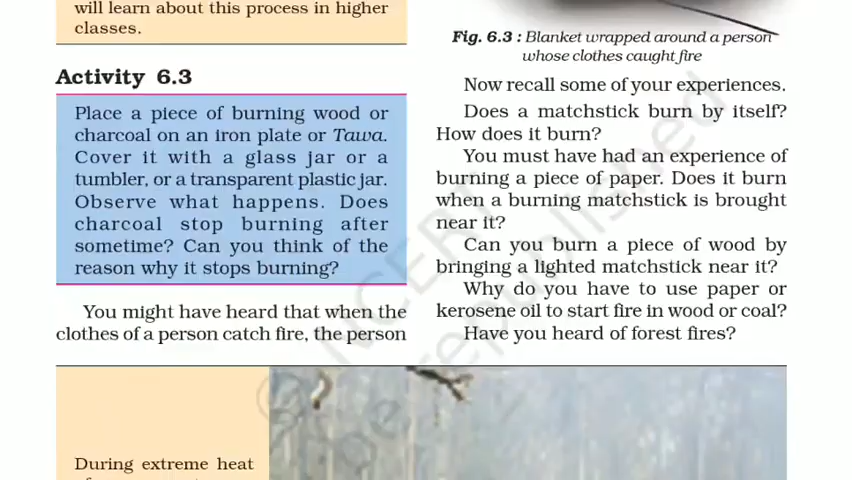 will learn about this process in higher
classes.
Activity 6.3
Place a piece of burning wood or
charcoal on an iron plate or Tawa.
Cover it with a glass jar or a
tumbler, or a transparent plastic jar.
Observe what happens. Does
charcoal stop burning after
sometime? Can you think of the
reason why it stops burning?
You might have heard that when the
clothes of a person catch fire, the person
Fig. 6.3 : Blanket wrapped around a person
whose clothes caught fire
Now recall some of your experiences.
Does a matchstick burn by itself?
How does it burn?
You must have had an experience of
burning a piece of paper. Does it burn
when a burning matchstick is brought
near it?
Can you burn a piece of wood by
bringing a lighted matchstick near it?
Why do you have to use paper or
kerosene oil to start fire in wood or coal?
Have you heard of forest fires?
During extreme heat
© NCERT
be republished